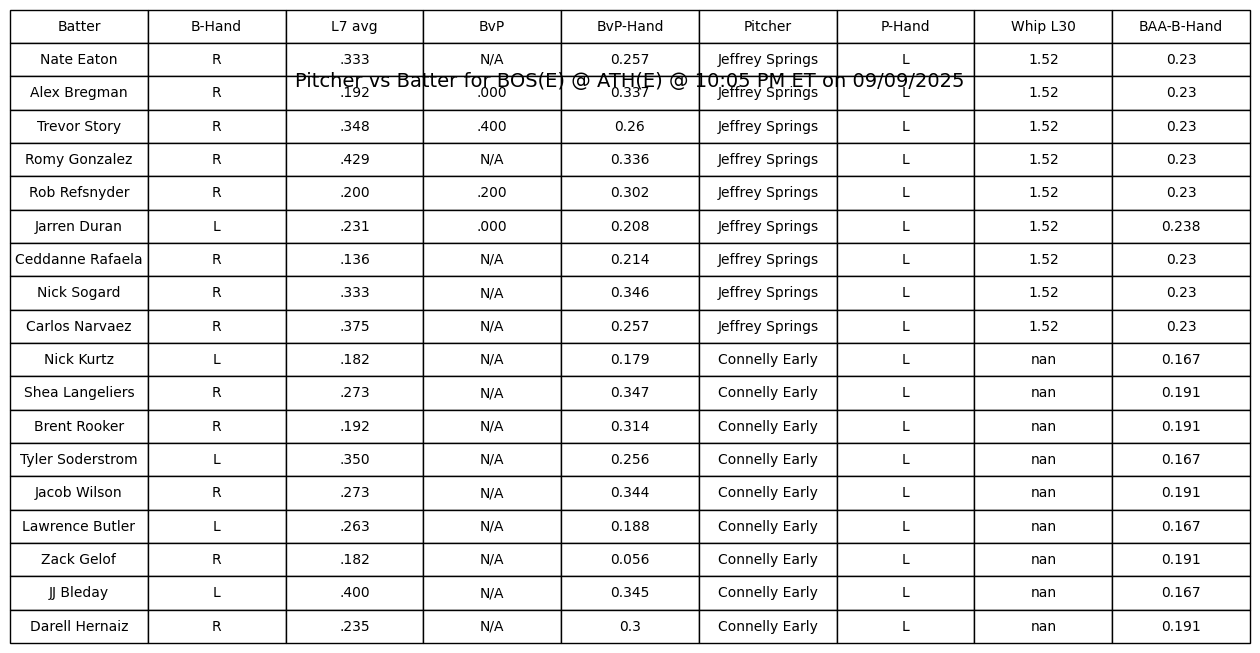 Batter B-Hand L7 avg BvP BvP-Hand Pitcher P-Hand Whip L30 BAA-B-Hand
Nate Eaton R .333 N/A 0.257 Jeffrey Springs L 1.52 0.23
Pitcher vs Batter for BOS(E) @ ATH(E) @ 10:05 PM ET on 09/09/2025
Alex Bregman R .192 .000 0.337 Jeffrey Springs L 1.52 0.23
Trevor Story R .348 .400 0.26 Jeffrey Springs L 1.52 0.23
Romy Gonzalez R .429 N/A 0.336 Jeffrey Springs L 1.52 0.23
Rob Refsnyder R .200 .200 0.302 Jeffrey Springs L 1.52 0.23
Jarren Duran L .231 .000 0.208 Jeffrey Springs L 1.52 0.238
Ceddanne Rafaela R .136 N/A 0.214 Jeffrey Springs L 1.52 0.23
Nick Sogard R .333 N/A 0.346 Jeffrey Springs L 1.52 0.23
Carlos Narvaez R .375 N/A 0.257 Jeffrey Springs L 1.52 0.23
Nick Kurtz L .182 N/A 0.179 Connelly Early L nan 0.167
Shea Langeliers R .273 N/A 0.347 Connelly Early L nan 0.191
Brent Rooker R .192 N/A 0.314 Connelly Early L nan 0.191
Tyler Soderstrom L .350 N/A 0.256 Connelly Early L nan 0.167
Jacob Wilson R .273 N/A 0.344 Connelly Early L nan 0.191
Lawrence Butler L .263 N/A 0.188 Connelly Early L nan 0.167
Zack Gelof R .182 N/A 0.056 Connelly Early L nan 0.191
JJ Bleday L .400 N/A 0.345 Connelly Early L nan 0.167
Darell Hernaiz R .235 N/A 0.3 Connelly Early L nan 0.191